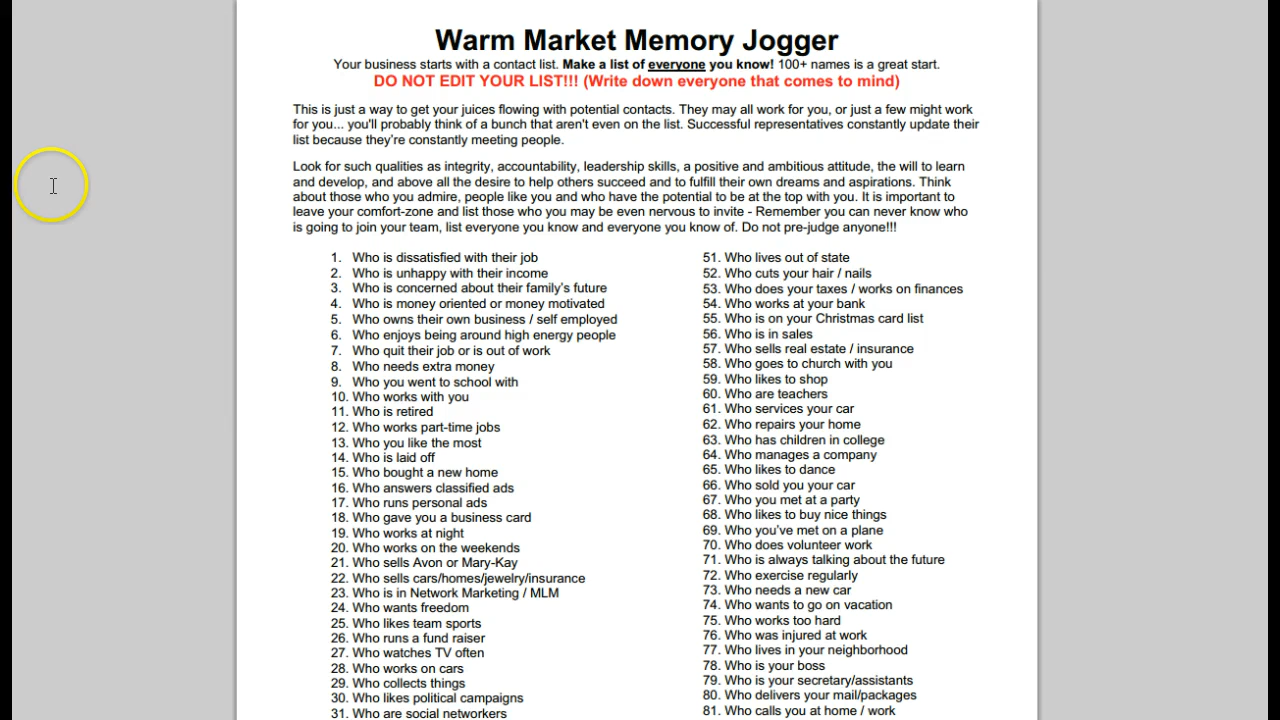 Warm Market Memory Jogger
Your business starts with a contact list. Make a list of everyone you know! 100+ names is a great start.
DO NOT EDIT YOUR LIST!!! (Write down everyone that comes to mind)
This is just a way to get your juices flowing with potential contacts. They may all work for you, or just a few might work
for you... you'll probably think of a bunch that aren't even on the list. Successful representatives constantly update their
list because they're constantly meeting people.
Look for such qualities as integrity, accountability, leadership skills, a positive and ambitious attitude, the will to learn
and develop, and above all the desire to help others succeed and to fulfill their own dreams and aspirations. Think
about those who you admire, people like you and who have the potential to be at the top with you. It is important to
leave your comfort-zone and list those who you may be even nervous to invite - Remember you can never know who
is going to join your team, list everyone you know and everyone you know of. Do not pre-judge anyone!!!
1. Who is dissatisfied with their job
2. Who is unhappy with their income
3. Who is concerned about their family's future
4. Who is money oriented or money motivated
5. Who owns their own business / self employed
6. Who enjoys being around high energy people
7. Who quit their job or is out of work
8. Who needs extra money
9. Who you went to school with
10. Who works with you
11. Who is retired
12. Who works part-time jobs
13. Who you like the most
14. Who is laid off
15. Who bought a new home
16. Who answers classified ads
17. Who runs personal ads
18. Who gave you a business card
19. Who works at night
20. Who works on the weekends
21. Who sells Avon or Mary-Kay
22. Who sells cars/homes/jewelry/insurance
23. Who is in Network Marketing / MLM
24. Who wants freedom
25. Who likes team sports
26. Who runs a fund raiser
27. Who watches TV often
28. Who works on cars
29. Who collects things
30. Who likes political campaigns
31. Who are social networkers
51. Who lives out of state
52. Who cuts your hair / nails
53. Who does your taxes / works on finances
54. Who works at your bank
55. Who is on your Christmas card list
56. Who is in sales
57. Who sells real estate / insurance
58. Who goes to church with you
59. Who likes to shop
60. Who are teachers
61. Who services your car
62. Who repairs your home
63. Who has children in college
64. Who manages a company
65. Who likes to dance
66. Who sold you your car
67. Who you met at a party
68. Who likes to buy nice things
69. Who you've met on a plane
70. Who does volunteer work
71. Who is always talking about the future
72. Who exercise regularly
73. Who needs a new car
74. Who wants to go on vacation
75. Who works too hard
76. Who was injured at work
77. Who lives in your neighborhood
78. Who is your boss
79. Who is your secretary/assistants
80. Who delivers your mail/packages
81. Who calls you at home / work